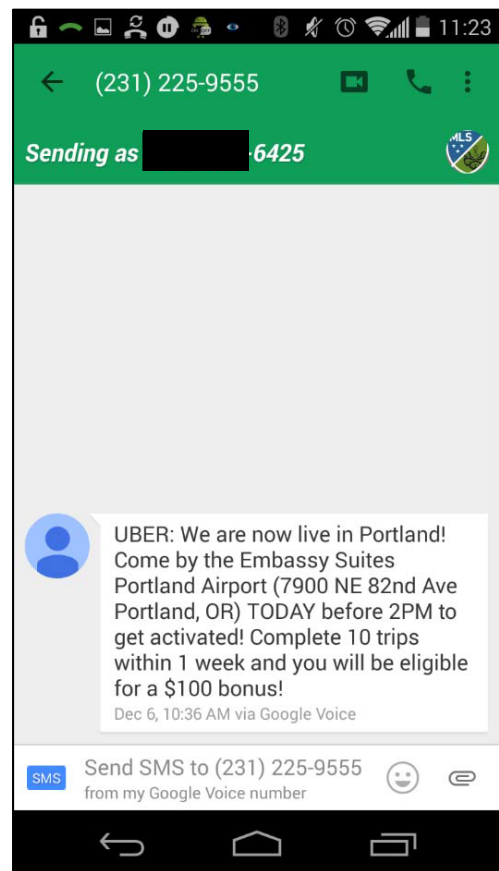 11:23
(231) 225-9555
Sending as -6425
MLS
UBER: We are now live in Portland!
Come by the Embassy Suites
Portland Airport (7900 NE 82nd Ave
Portland, OR) TODAY before 2PM to
get activated! Complete 10 trips
within 1 week and you will be eligible
for a $100 bonus!
Dec 6, 10:36 AM via Google Voice
SMS
Send SMS to (231) 225-9555
from my Google Voice number